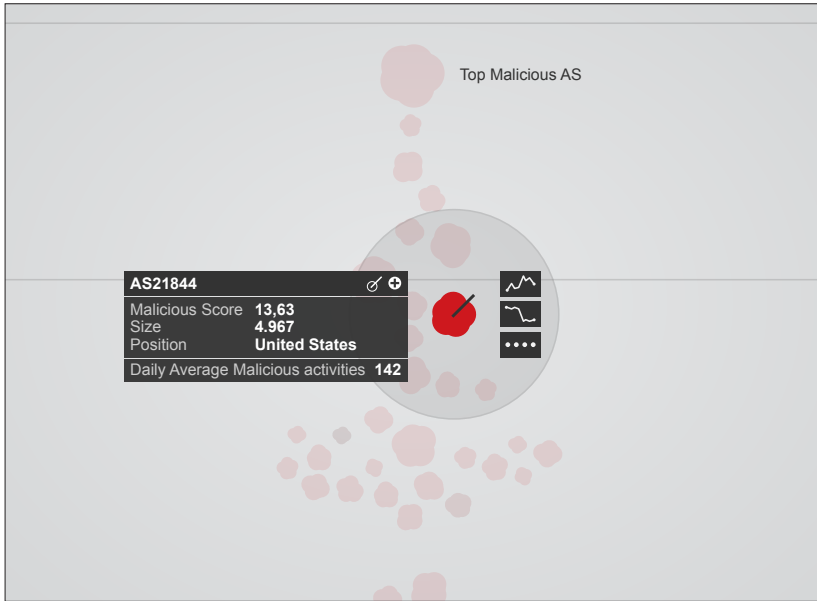 Top Malicious AS
AS21844
Malicious Score 13,63
Size 4.967
Position United States
Daily Average Malicious activities 142